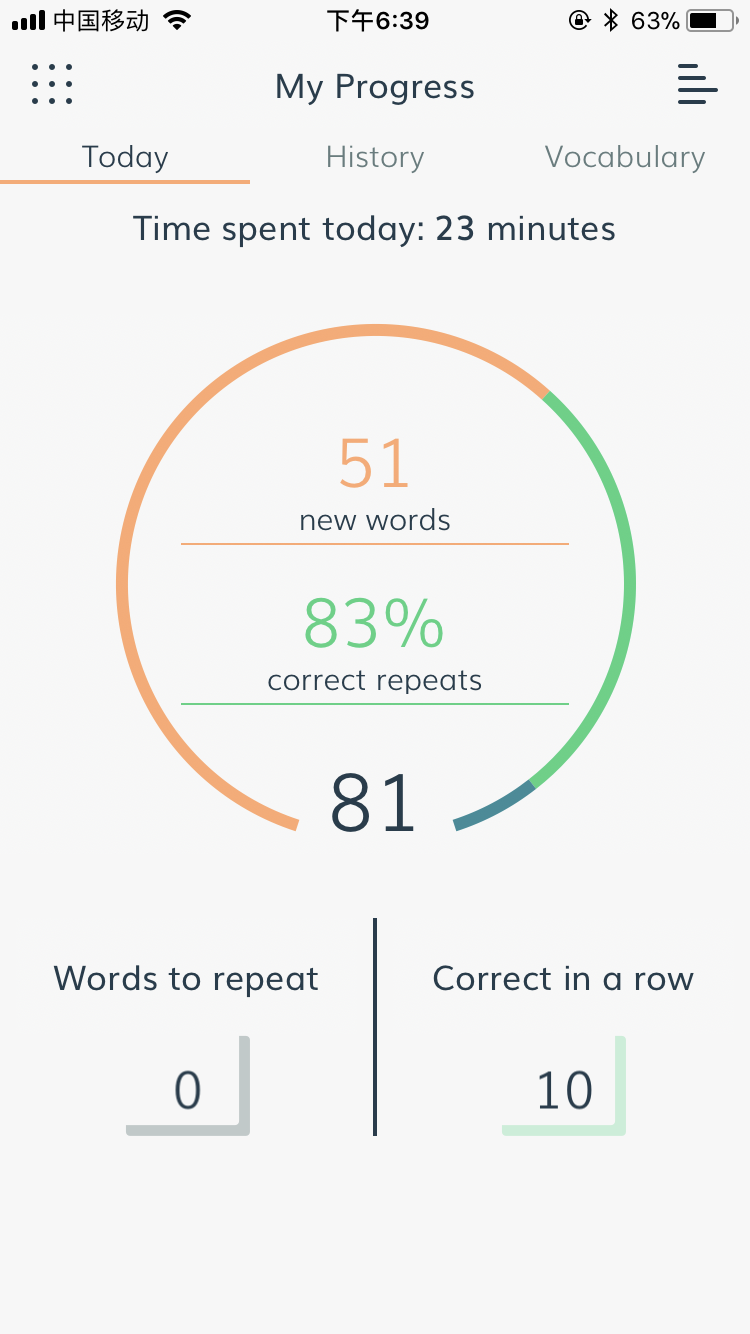 中国移动 下午6:39 63%
My Progress
Today History Vocabulary
Time spent today: 23 minutes
51
new words
83%
correct repeats
81
Words to repeat Correct in a row
0 10